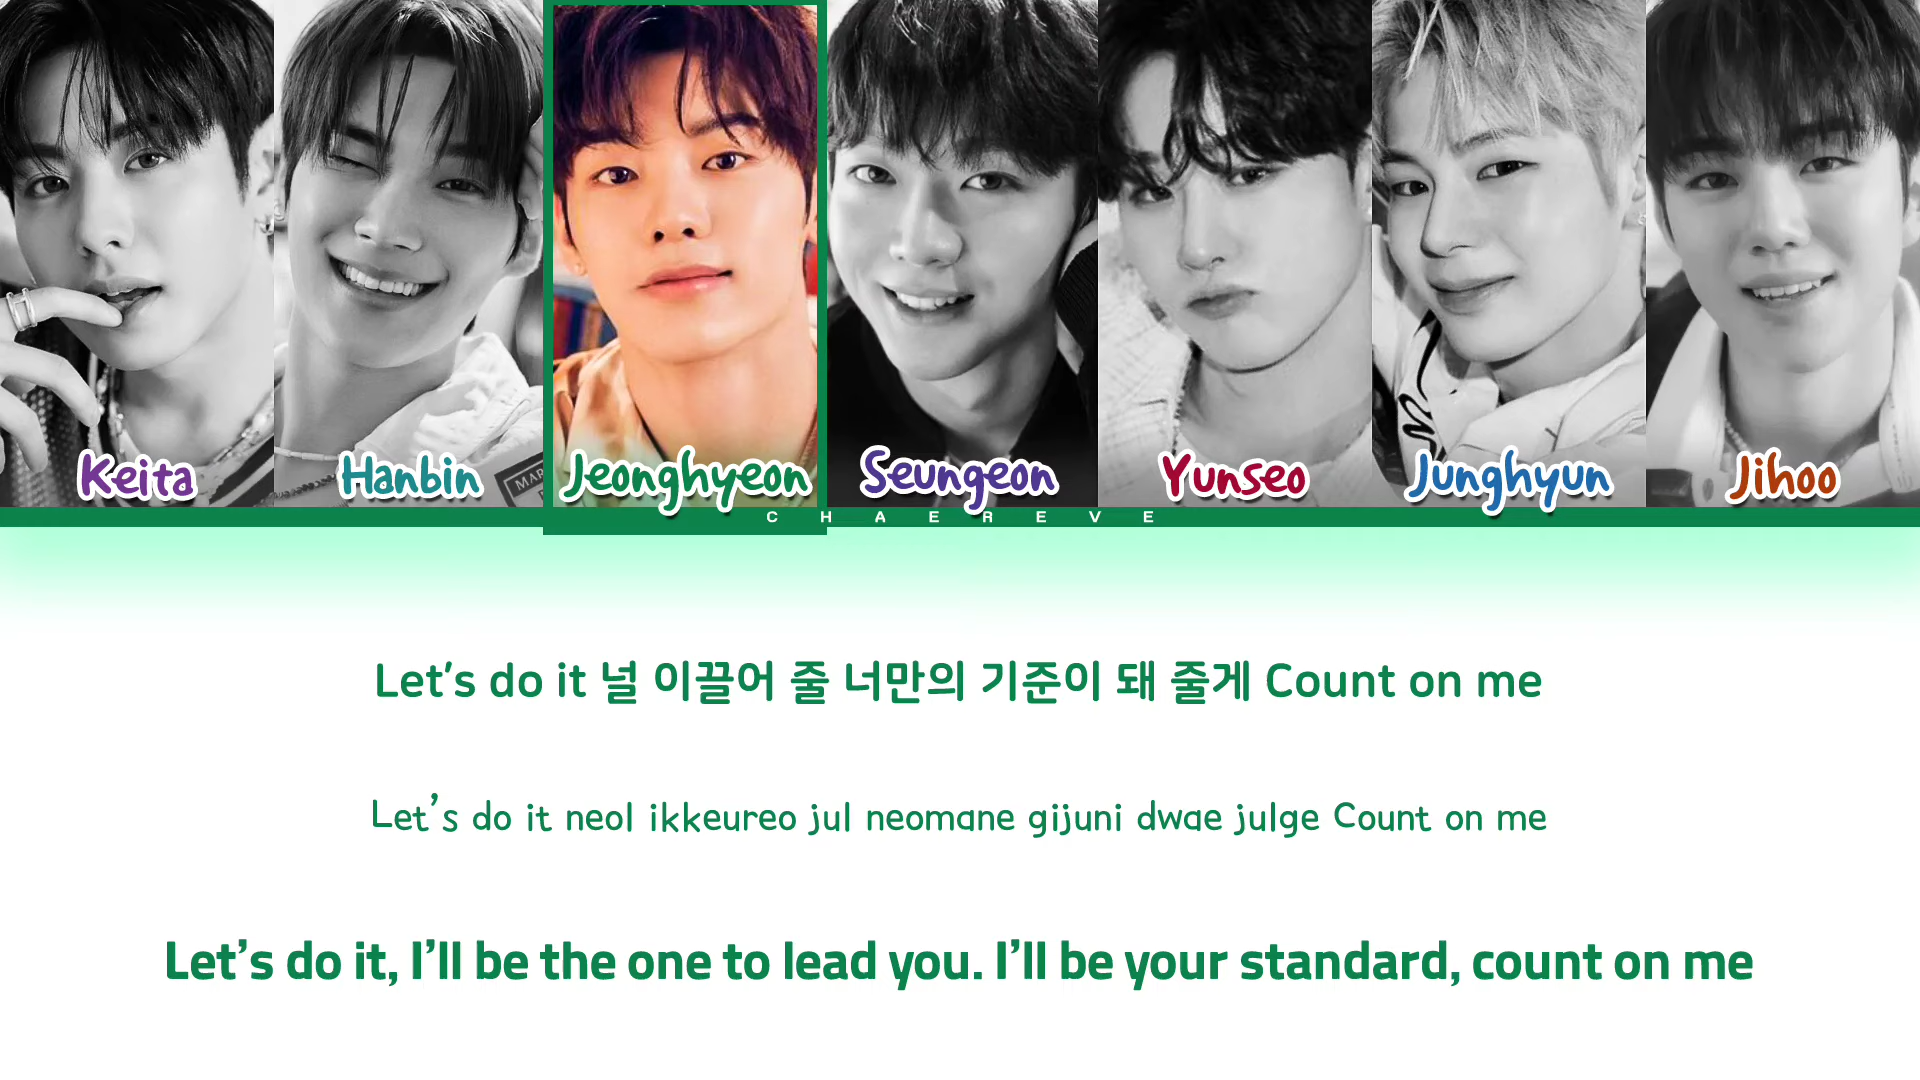 Keita Hanbin Jeonghyeon Seungeon Yunseo Junghyun Jihoo
CHAEREVE
Let's do it 널 이끌어 줄 너만의 기준이 돼 줄게 Count on me
Let's do it neol ikkeureo jul neomane gijuni dwae julge Count on me
Let's do it, I'll be the one to lead you. I'll be your standard, count on me